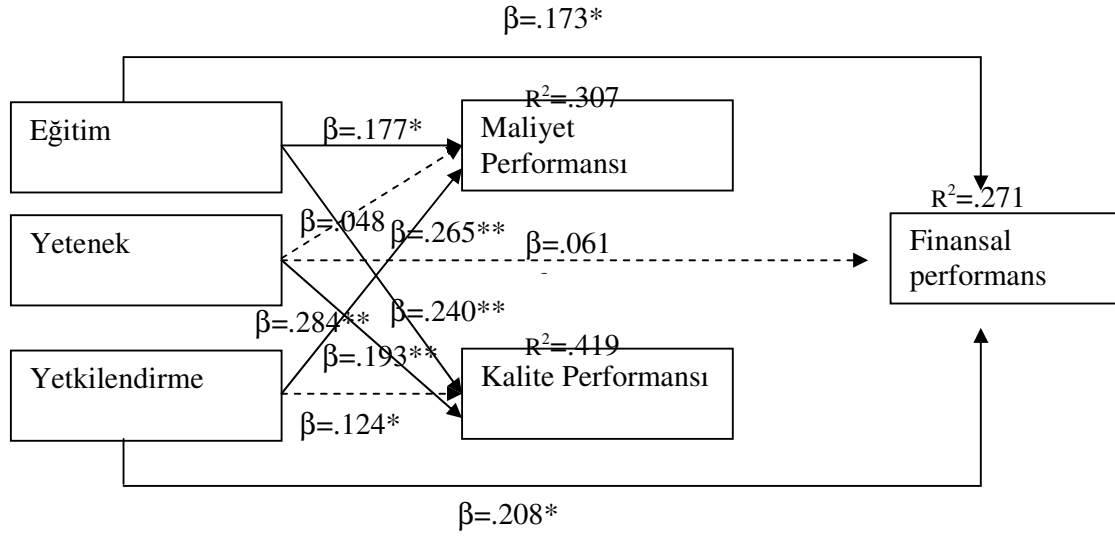 β=.173*
R²=.307
Eğitim
β=.177*
Maliyet
Performansı
R²=.271
Yetenek
β=.048
β=.265**
β=.061
Finansal
performans
β=.284**
β=.240**
R²=.419
Yetkilendirme
β=.193**
Kalite Performansı
β=.124*
β=.208*